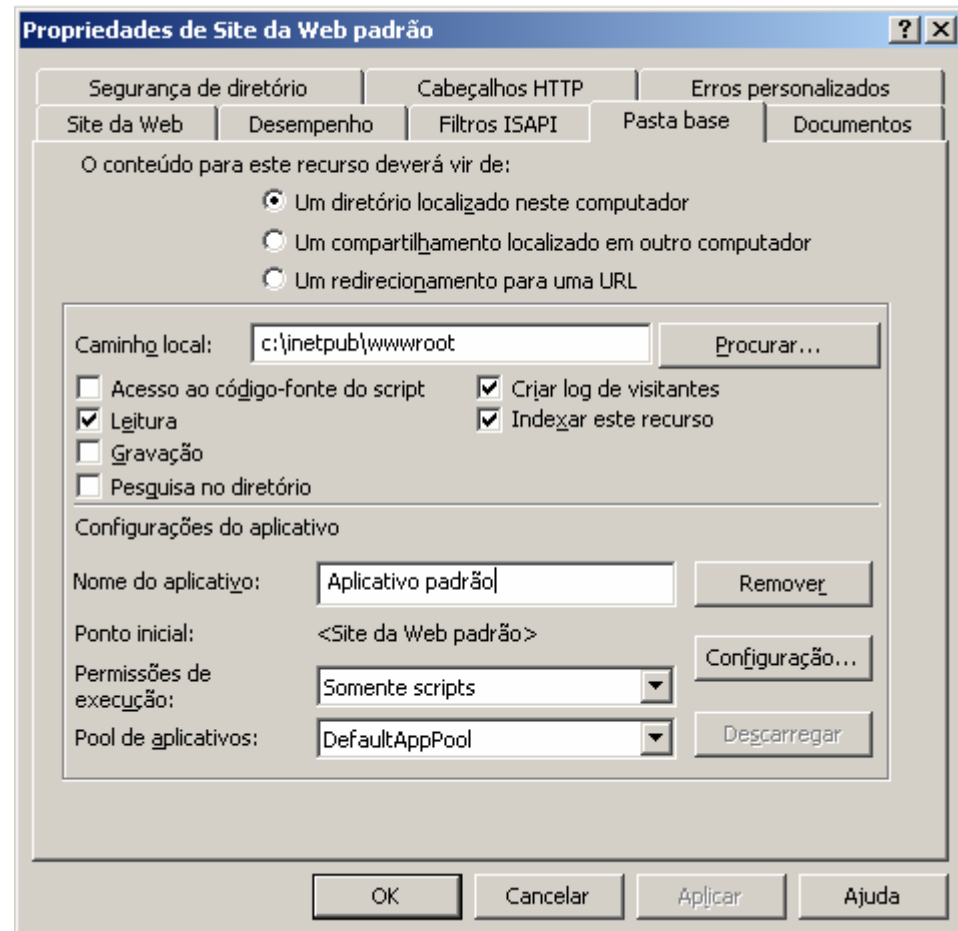 Propriedades de Site da Web padrão
Segurança de diretório Cabeçalhos HTTP Erros personalizados
Site da Web Desempenho Filtros ISAPI Pasta base Documentos
O conteúdo para este recurso deverá vir de:
Um diretório localizado neste computador
Um compartilhamento localizado em outro computador
Um redirecionamento para uma URL
Caminho local: c:\inetpub\wwwroot Procurar...
Acesso ao código-fonte do script Criar log de visitantes
Leitura Indexar este recurso
Gravação
Pesquisa no diretório
Configurações do aplicativo
Nome do aplicativo: Aplicativo padrão Remover
Ponto inicial: <Site da Web padrão>
Configuração...
Permissões de
execução: Somente scripts
Pool de aplicativos: DefaultAppPool Descarregar
OK Cancelar Aplicar Ajuda